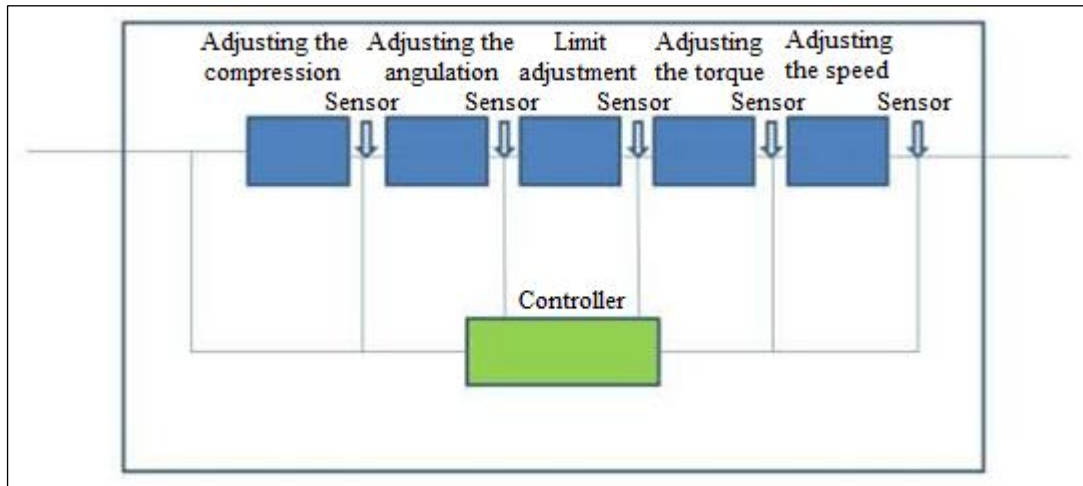 Adjusting the
compression
Adjusting the
angulation
Limit
adjustment
Adjusting
the torque
Adjusting
the speed
Sensor
Sensor
Sensor
Sensor
Sensor
Controller